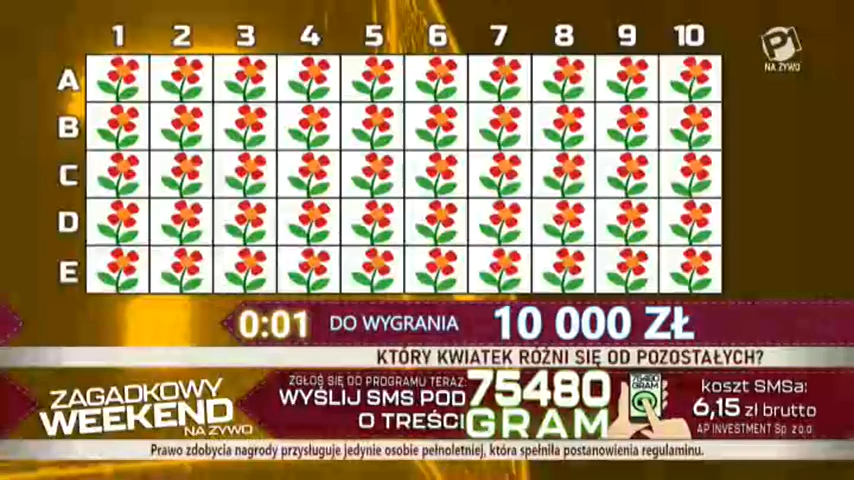 1 2 3 4 5 6 7 8 9 10
P1
NA ŻYWO
A
B
C
D
E
0:01 DO WYGRANIA 10 000 ZŁ
KTÓRY KWIATEK RÓŻNI SIĘ OD POZOSTAŁYCH?
ZAGADKOWY
WEEKEND
NA ŻYWO
ZGŁOŚ SIĘ DO PROGRAMU TERAZ:
WYŚLIJ SMS POD 75480
O TREŚCI GRAM
75480
GRAM
koszt SMSa:
6,15 zł brutto
AP INVESTMENT Sp. z o.o.
Prawo zdobycia nagrody przysługuje jedynie osobie pełnoletniej, która spełniła postanowienia regulaminu.